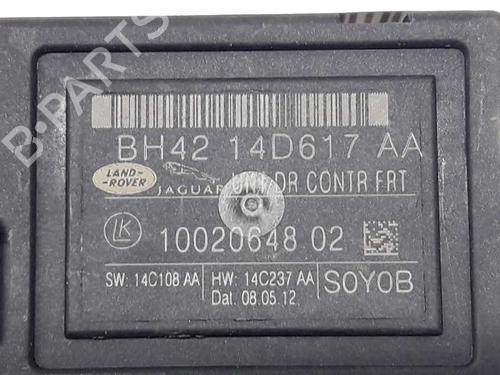 BH42 14D617 AA
LAND-
ROVER
JAGUAR DR CONTR FRT
LK 10020648 02
SW: 14C108 AA HW: 14C237 AA SOYOB
Dat. 08.05.12
B-PARTS